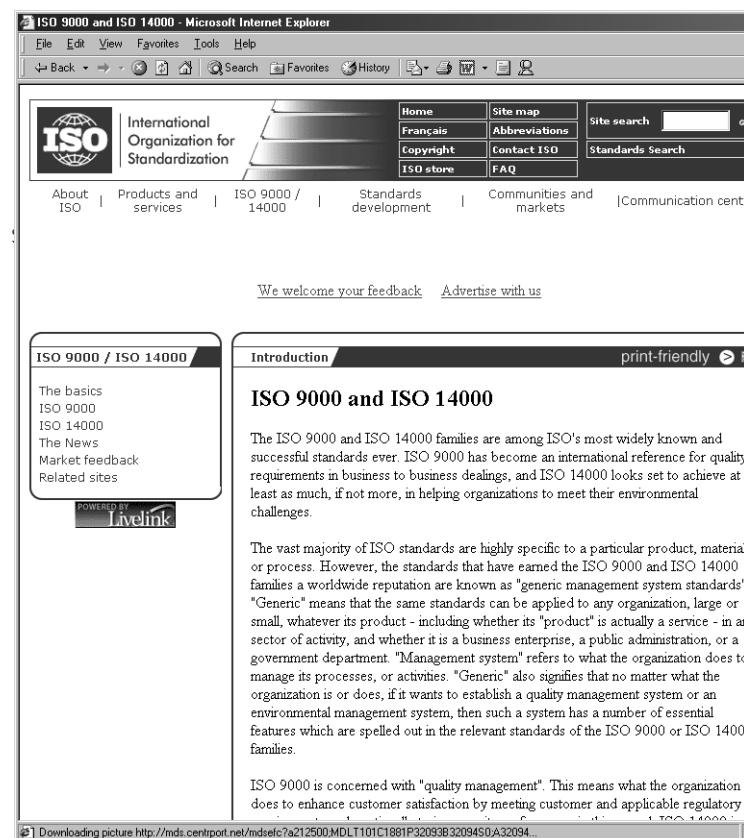 ISO 9000 and ISO 14000 - Microsoft Internet Explorer
File Edit View Favorites Tools Help
Back Search Favorites History
ISO
International
Organization for
Standardization
Home Site map
Français Abbreviations
Copyright Contact ISO
ISO store FAQ
Site search
Standards Search
About ISO | Products and services | ISO 9000 / 14000 | Standards development | Communities and markets |Communication cent
We welcome your feedback Advertise with us
ISO 9000 / ISO 14000
The basics
ISO 9000
ISO 14000
The News
Market feedback
Related sites
POWERED BY
Livelink
Introduction print-friendly
ISO 9000 and ISO 14000
The ISO 9000 and ISO 14000 families are among ISO's most widely known and
successful standards ever. ISO 9000 has become an international reference for quality
requirements in business to business dealings, and ISO 14000 looks set to achieve at
least as much, if not more, in helping organizations to meet their environmental
challenges.
The vast majority of ISO standards are highly specific to a particular product, material
or process. However, the standards that have earned the ISO 9000 and ISO 14000
families a worldwide reputation are known as "generic management system standards"
"Generic" means that the same standards can be applied to any organization, large or
small, whatever its product - including whether its "product" is actually a service - in an
sector of activity, and whether it is a business enterprise, a public administration, or a
government department. "Management system" refers to what the organization does to
manage its processes, or activities. "Generic" also signifies that no matter what the
organization is or does, if it wants to establish a quality management system or an
environmental management system, then such a system has a number of essential
features which are spelled out in the relevant standards of the ISO 9000 or ISO 1400
families.
ISO 9000 is concerned with "quality management". This means what the organization
does to enhance customer satisfaction by meeting customer and applicable regulatory
Downloading picture http://mds.centrport.net/mdsefc?a212500;MDLT101C1881P32093B32094S0;A32094...